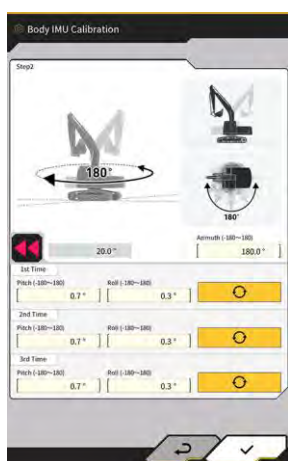 Body IMU Calibration
Step2
180°
180°
Azimuth (-180~180)
20.0 °
180.0 °
1st Time
Pitch (-180~180) Roll (-180~180)
0.7 ° 0.3 °
2nd Time
Pitch (-180~180) Roll (-180~180)
0.7 ° 0.3 °
3rd Time
Pitch (-180~180) Roll (-180~180)
0.7 ° 0.3 °